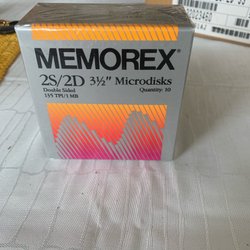 MEMOREX®
2S/2D 3½" Microdisks
Double Sided Quantity: 10
135 TPI/1 MB